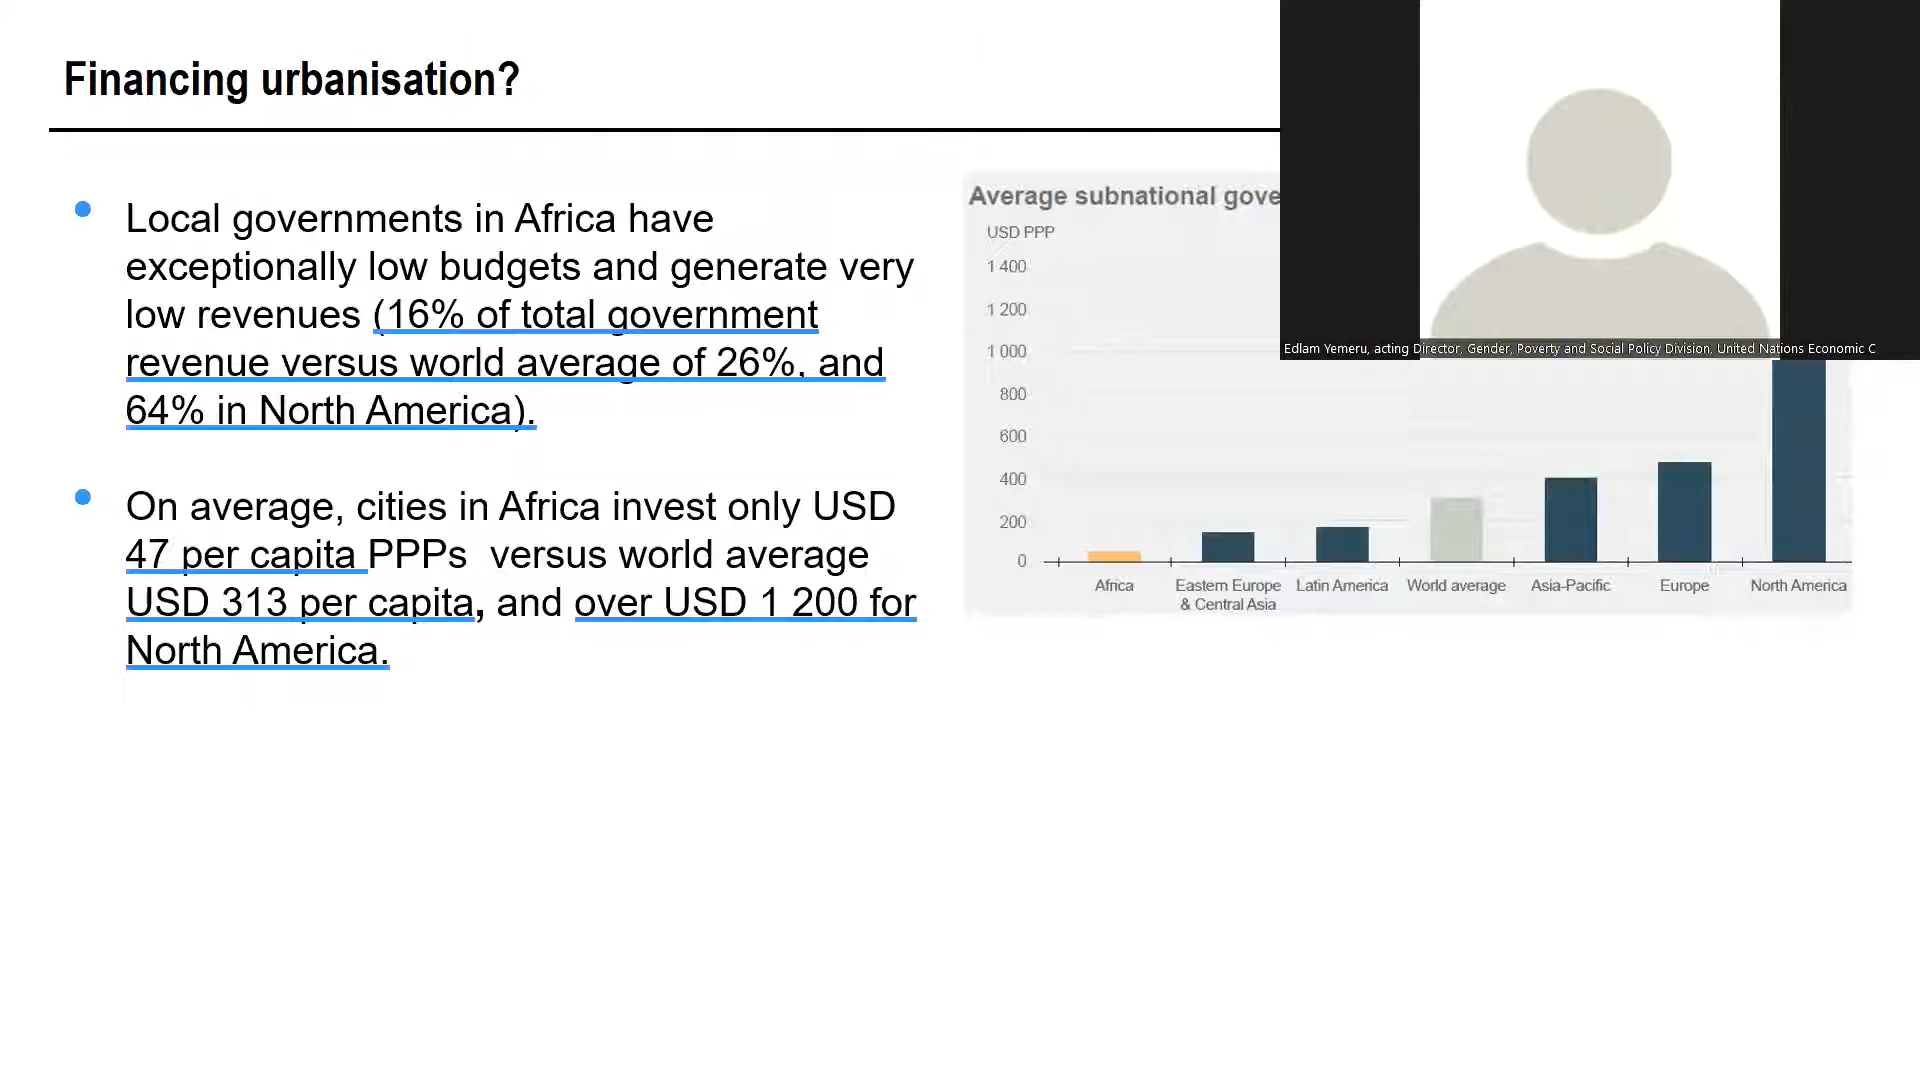 Financing urbanisation?
Local governments in Africa have
exceptionally low budgets and generate very
low revenues (16% of total government
revenue versus world average of 26%, and
64% in North America).
On average, cities in Africa invest only USD
47 per capita PPPs versus world average
USD 313 per capita, and over USD 1 200 for
North America.
Average subnational
USD PPP
1 400
1 200
1 000
800
600
400
200
0
Africa
Eastern Europe
& Central Asia
Latin America
World average
Asia-Pacific
Europe
North America
Edlam Yemeru, acting Director, Gender, Poverty and Social Policy Division, United Nations Economic C